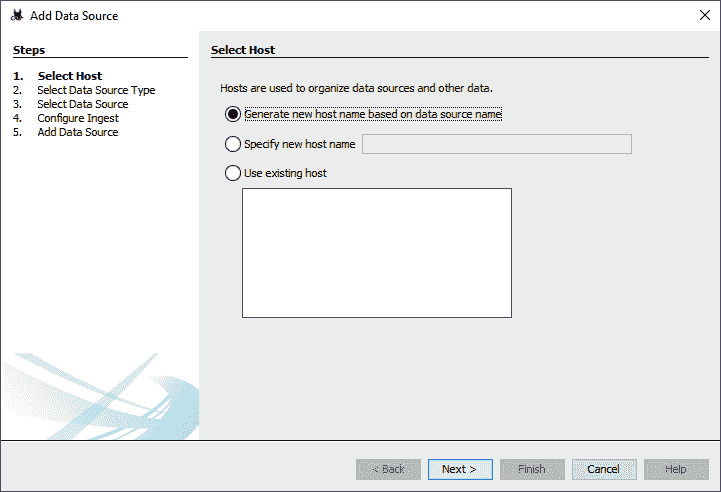 Add Data Source
Steps
1. Select Host
2. Select Data Source Type
3. Select Data Source
4. Configure Ingest
5. Add Data Source
Select Host
Hosts are used to organize data sources and other data.
Generate new host name based on data source name
Specify new host name
Use existing host
< Back
Next >
Finish
Cancel
Help